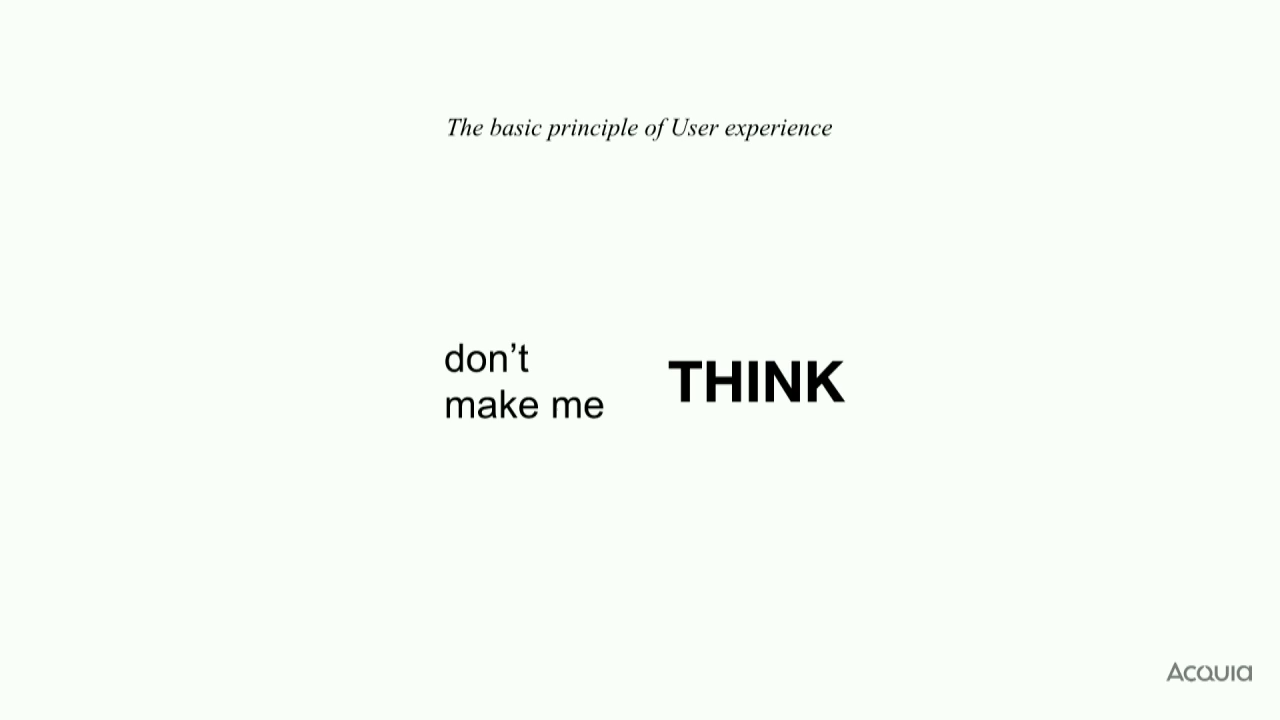 The basic principle of User experience
don’t
make me
THINK
Acquia